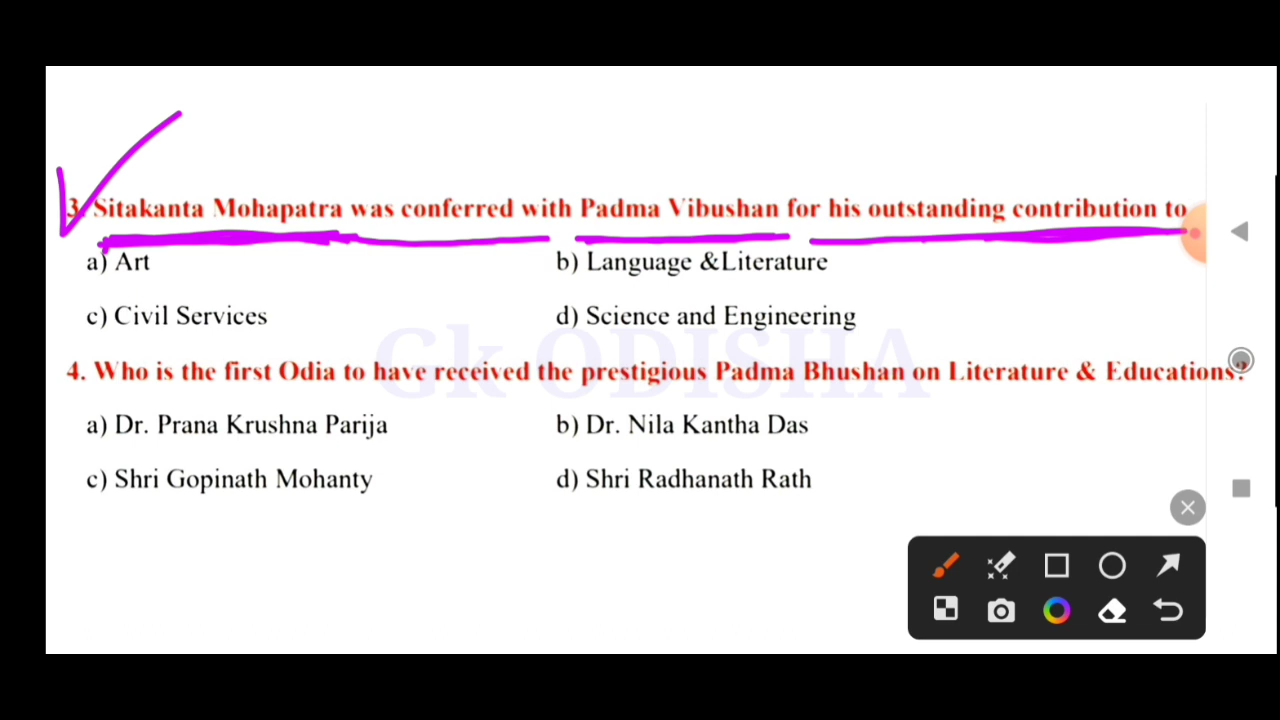 3. Sitakanta Mohapatra was conferred with Padma Vibushan for his outstanding contribution to
a) Art b) Language &Literature
c) Civil Services d) Science and Engineering
Gk ODISHA
4. Who is the first Odia to have received the prestigious Padma Bhushan on Literature & Educations?
a) Dr. Prana Krushna Parija b) Dr. Nila Kantha Das
c) Shri Gopinath Mohanty d) Shri Radhanath Rath